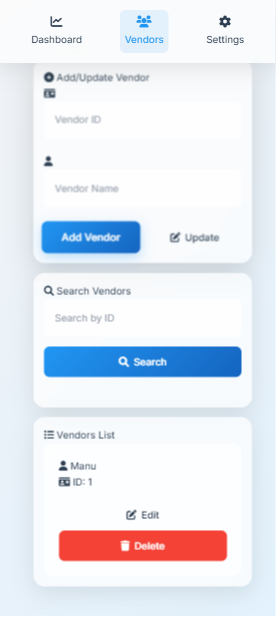 Dashboard Vendors Settings
Add/Update Vendor
Vendor ID
Vendor Name
Add Vendor Update
Search Vendors
Search by ID
Search
Vendors List
Manu
ID: 1
Edit
Delete